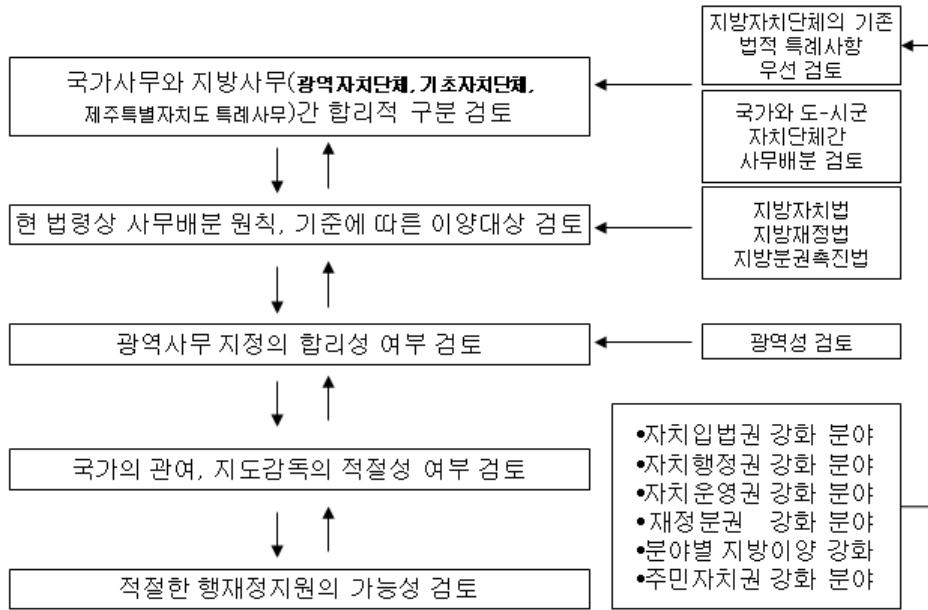 지방자치단체의 기존
법적 특례사항
우선 검토
국가사무와 지방사무(광역자치단체, 기초자치단체,
제주특별자치도 특례사무)간 합리적 구분 검토
국가와 도-시군
자치단체간
사무배분 검토
현 법령상 사무배분 원칙, 기준에 따른 이양대상 검토
지방자치법
지방재정법
지방분권촉진법
광역사무 지정의 합리성 여부 검토
광역성 검토
국가의 관여, 지도감독의 적절성 여부 검토
•자치입법권 강화 분야
•자치행정권 강화 분야
•자치운영권 강화 분야
•재정분권 강화 분야
•분야별 지방이양 강화
•주민자치권 강화 분야
적절한 행재정지원의 가능성 검토